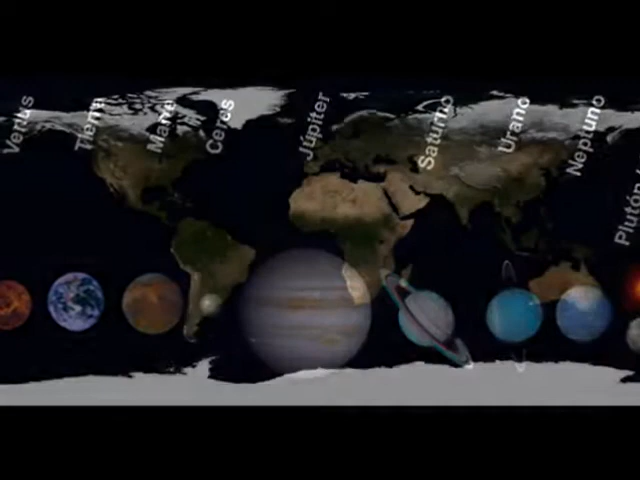 Venus
Tierra
Marte
Ceres
Júpiter
Saturno
Urano
Neptuno